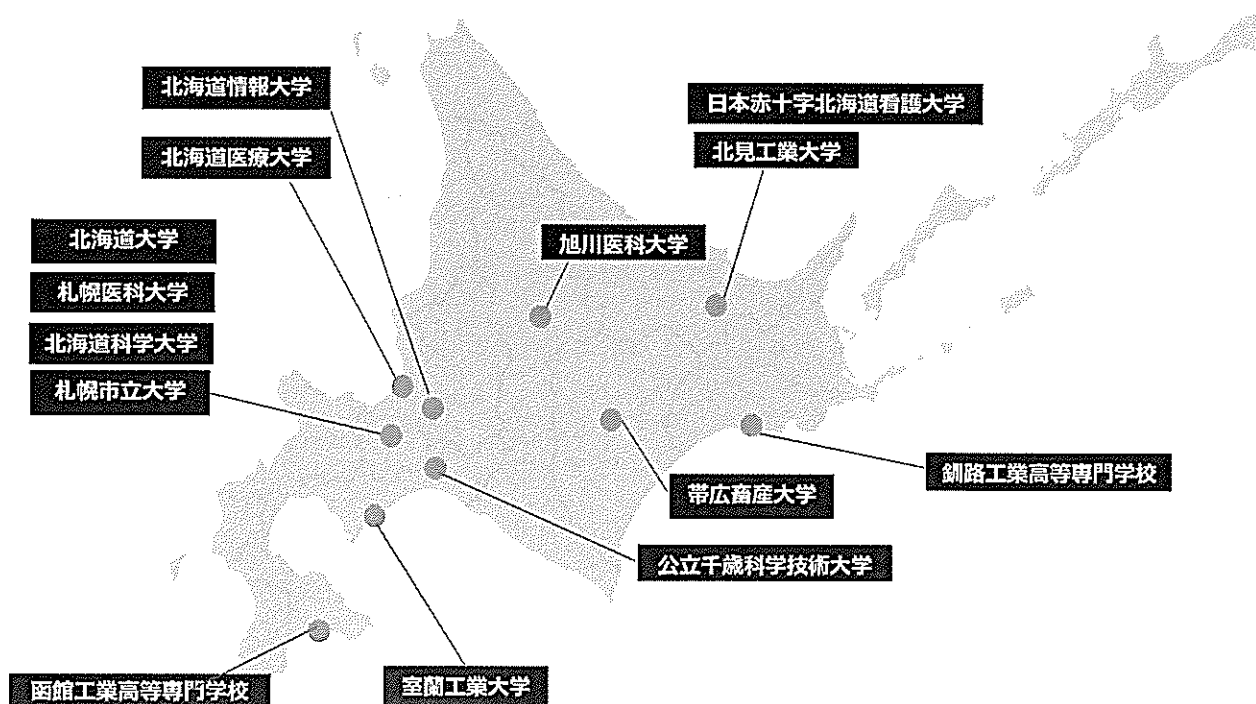 北海道情報大学
日本赤十字北海道看護大学
北見工業大学
北海道医療大学
北海道大学
旭川医科大学
札幌医科大学
北海道科学大学
札幌市立大学
釧路工業高等専門学校
帯広畜産大学
公立千歳科学技術大学
函館工業高等専門学校
室蘭工業大学